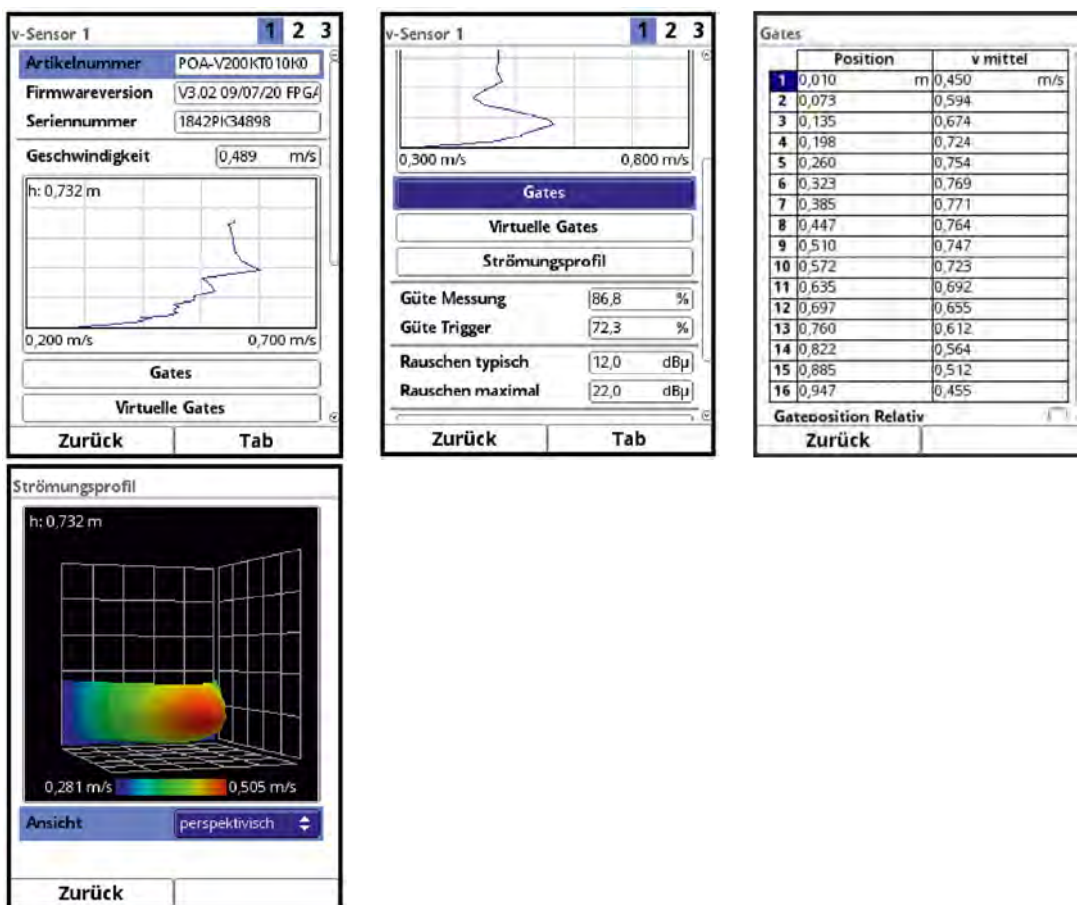 v-Sensor 1 1 2 3
Artikelnummer POA-V200KT010K0
Firmwareversion V3.02 09/07/20 FPGA
Seriennummer 1842PK34898
Geschwindigkeit 0,489 m/s
h: 0,732 m
0,200 m/s 0,700 m/s
Gates
Virtuelle Gates
Zurück Tab
v-Sensor 1 1 2 3
0,300 m/s 0,800 m/s
Gates
Virtuelle Gates
Strömungsprofil
Güte Messung 86,8 %
Güte Trigger 72,3 %
Rauschen typisch 12,0 dBµ
Rauschen maximal 22,0 dBµ
Zurück Tab
Gates
Position v mittel
1 0,010 m 0,450 m/s
2 0,073 0,594
3 0,135 0,674
4 0,198 0,724
5 0,260 0,754
6 0,323 0,769
7 0,385 0,771
8 0,447 0,764
9 0,510 0,747
10 0,572 0,723
11 0,635 0,692
12 0,697 0,655
13 0,760 0,612
14 0,822 0,564
15 0,885 0,512
16 0,947 0,455
Gateposition Relativ
Zurück
Strömungsprofil
h: 0,732 m
0,281 m/s 0,505 m/s
Ansicht perspektivisch
Zurück